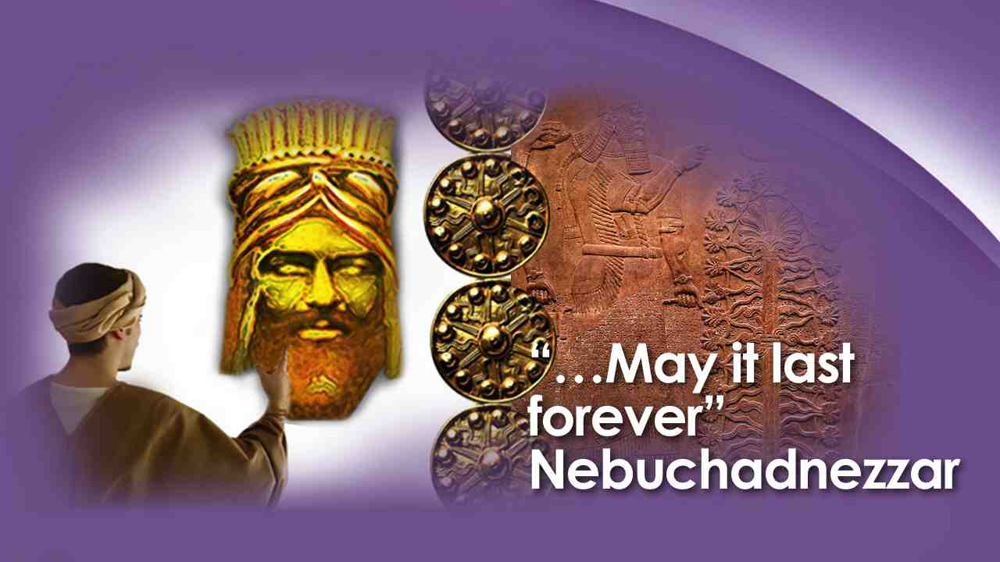 “…May it last
forever”
Nebuchadnezzar